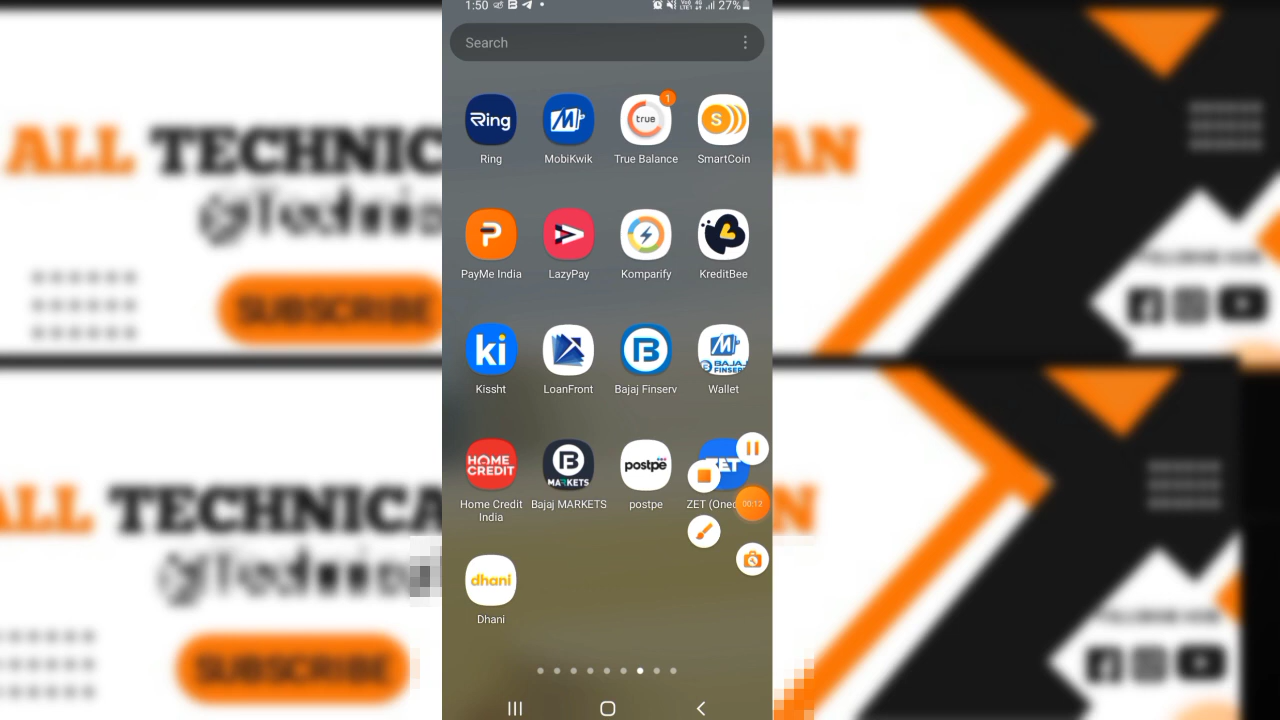 1:50
27%
Search
ALL TECHNIC
AN
Ring
true
1
S
Ring
MobiKwik
True Balance
SmartCoin
PayMe India
LazyPay
Komparify
KreditBee
SUBSCRIBE
ki
B
BAJAJ
FINSERV
Kissht
LoanFront
Bajaj Finserv
Wallet
HOME
CREDIT
B
MARKETS
postpe
ALL TECHNICA
N
Home Credit
India
Bajaj MARKETS
postpe
ZET (One
00:12
dhani
Dhani
SUBSCRIBE